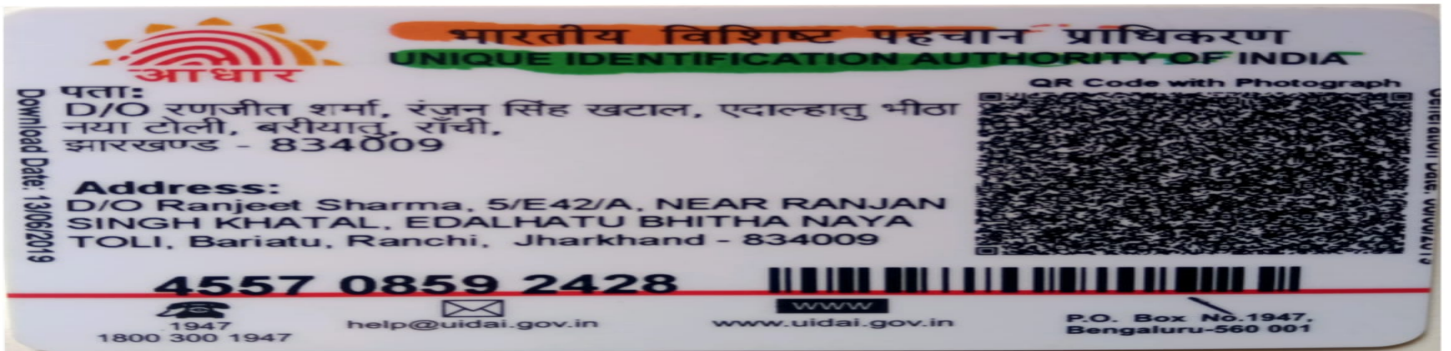 भारतीय विशिष्ट पहचान प्राधिकरण
UNIQUE IDENTIFICATION AUTHORITY OF INDIA
आधार
QR Code with Photograph
पता:
D/O रणजीत शर्मा, रंजन सिंह खटाल, एदाल्हातु भीठा
नया टोली, बरीयातु, राँची,
झारखण्ड - 834009
Address:
D/O Ranjeet Sharma, 5/E42/A, NEAR RANJAN
SINGH KHATAL, EDALHATU BHITHA NAYA
TOLI, Bariatu, Ranchi, Jharkhand - 834009
Download Date: 13/06/2019
4557 0859 2428
1947
1800 300 1947
help@uidai.gov.in
www
www.uidai.gov.in
P.O. Box No.1947,
Bengaluru-560 001